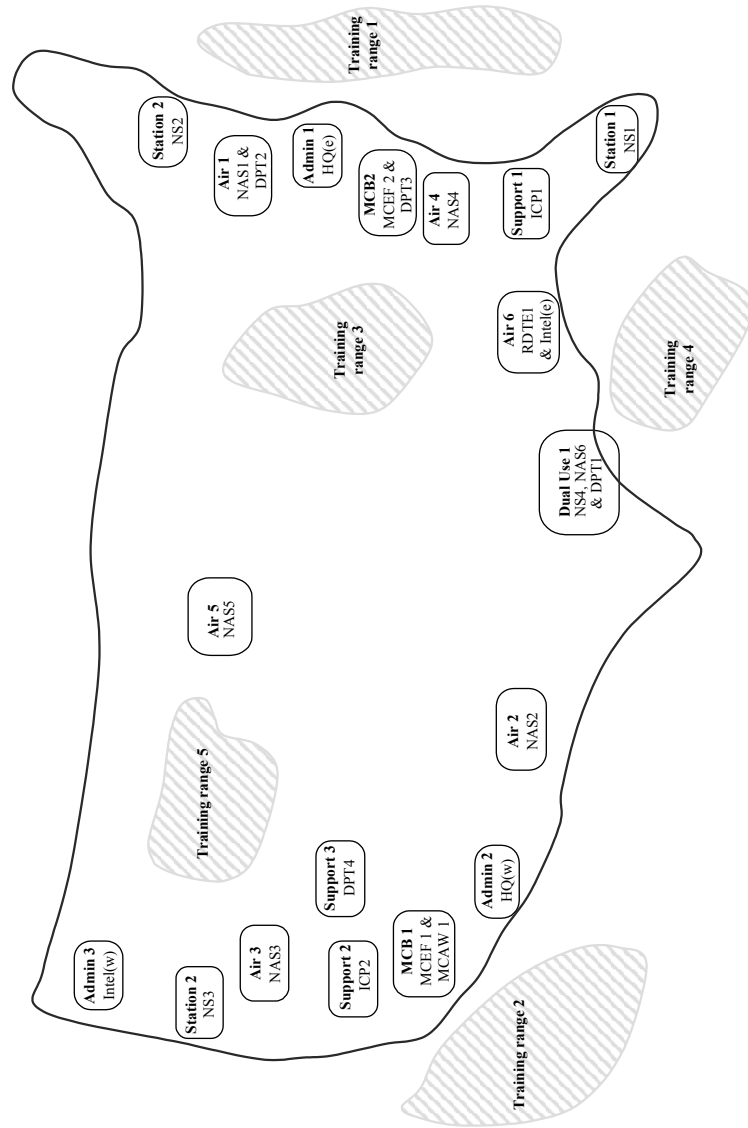 Admin 3
Intel(w)
Station 2
NS2
Station 2
NS3
Training range 5
Air 5
NAS5
Air 1
NAS1 &
DPT2
Air 3
NAS3
Admin 1
HQ(e)
Support 3
DPT4
Support 2
ICP2
Training
range 3
Training
range 1
MCB2
MCEF 2 &
DPT3
MCB 1
MCEF 1 &
MCAW 1
Air 4
NAS4
Admin 2
HQ(w)
Training range 2
Air 2
NAS2
Air 6
RDTE1
& Intel(e)
Support 1
ICP1
Dual Use 1
NS4, NAS6
& DPT1
Station 1
NS1
Training
range 4